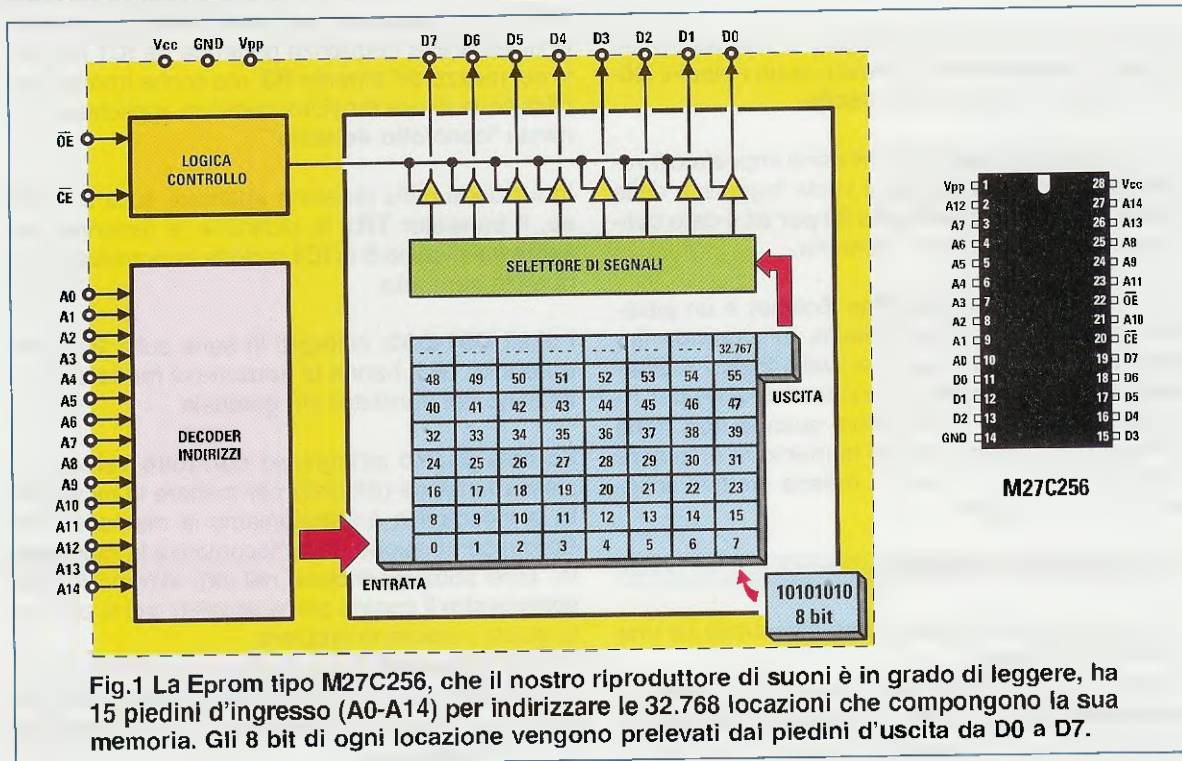 Vcc GND Vpp
D7 D6 D5 D4 D3 D2 D1 D0
OE
CE
LOGICA
CONTROLLO
SELETTORE DI SEGNALI
A0
A1
A2
A3
A4
A5
A6
A7
A8
A9
A10
A11
A12
A13
A14
DECODER
INDIRIZZI
--- --- --- --- --- --- --- 32.767
48 49 50 51 52 53 54 55
40 41 42 43 44 45 46 47
32 33 34 35 36 37 38 39
24 25 26 27 28 29 30 31
16 17 18 19 20 21 22 23
8 9 10 11 12 13 14 15
0 1 2 3 4 5 6 7
USCITA
ENTRATA
10101010
8 bit
Vpp 1 28 Vcc
A12 2 27 A14
A7 3 26 A13
A6 4 25 A8
A5 5 24 A9
A4 6 23 A11
A3 7 22 OE
A2 8 21 A10
A1 9 20 CE
A0 10 19 D7
D0 11 18 D6
D1 12 17 D5
D2 13 16 D4
GND 14 15 D3
M27C256
Fig.1 La Eprom tipo M27C256, che il nostro riproduttore di suoni è in grado di leggere, ha
15 piedini d'ingresso (A0-A14) per indirizzare le 32.768 locazioni che compongono la sua
memoria. Gli 8 bit di ogni locazione vengono prelevati dai piedini d'uscita da D0 a D7.